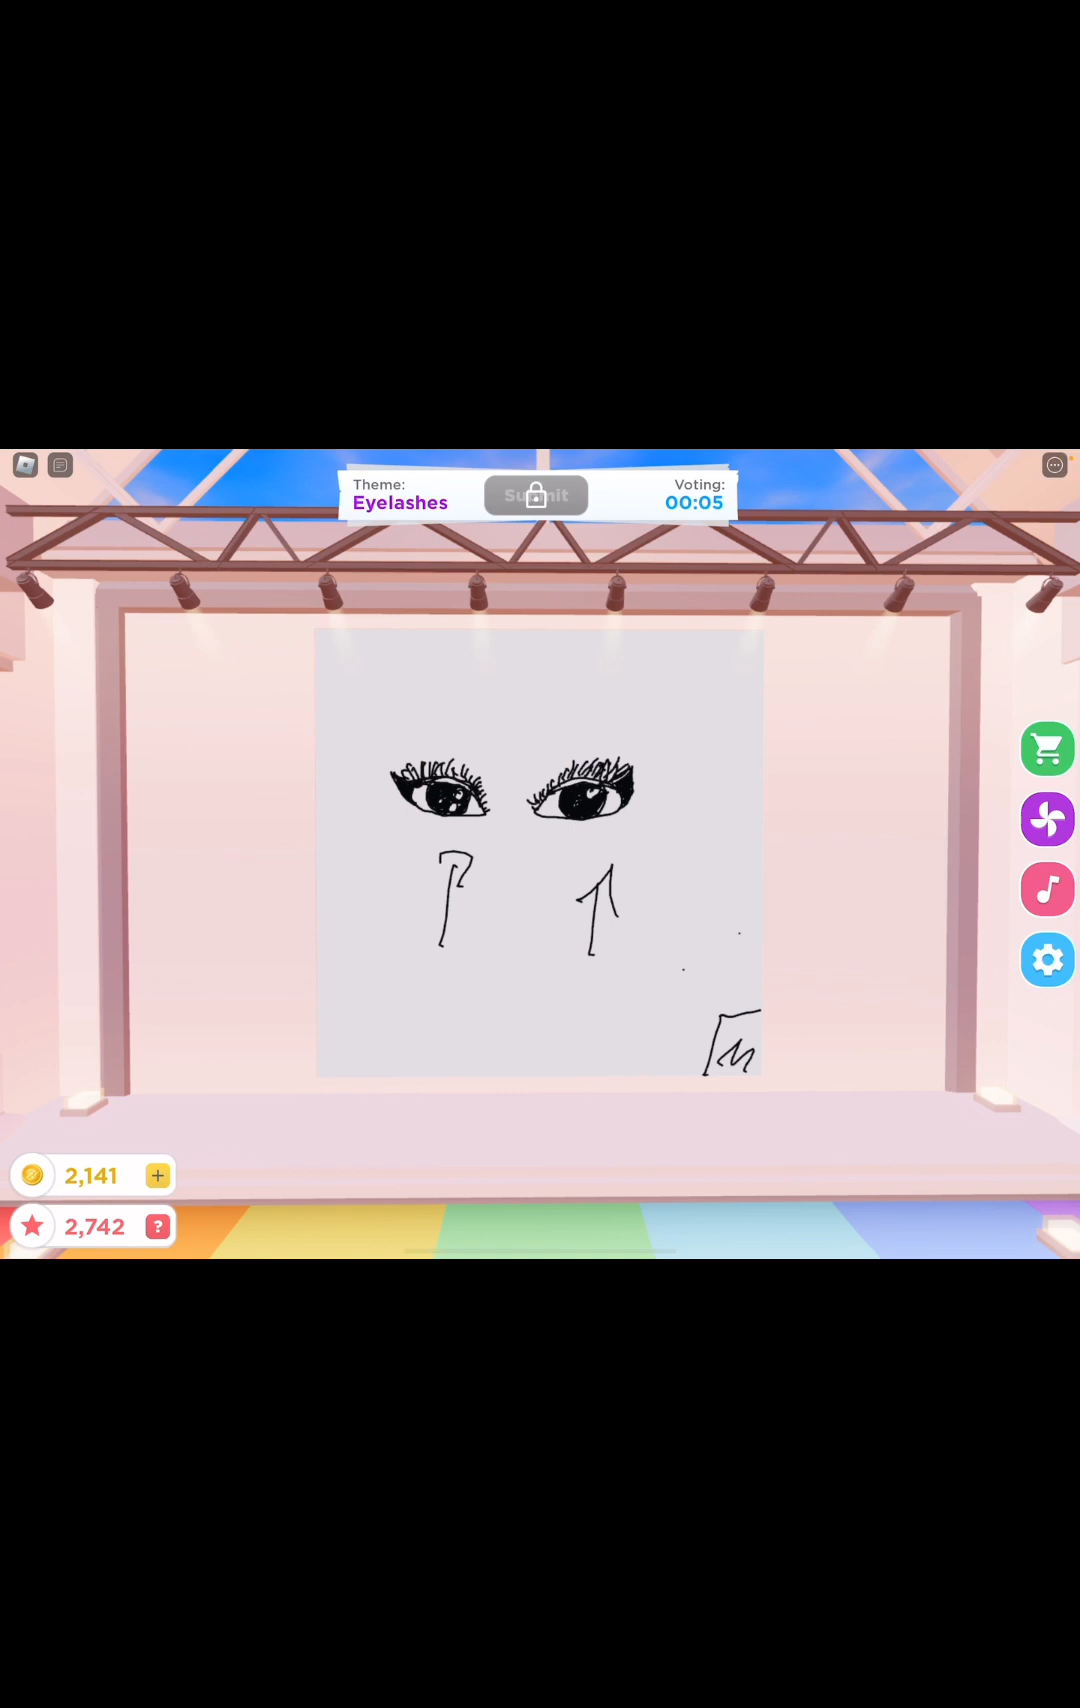 Theme:
Eyelashes
Submit
Voting:
00:05
2,141
+
2,742
?